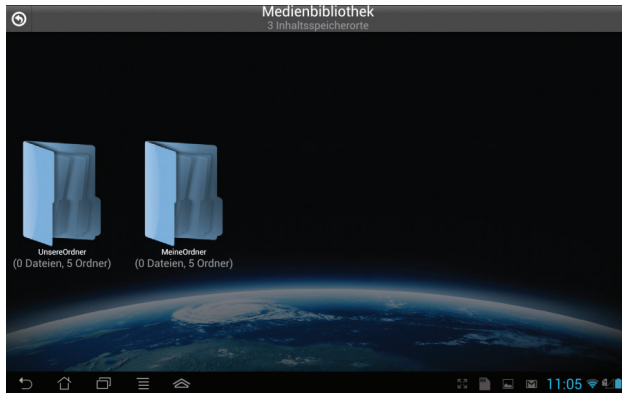 Medienbibliothek
3 Inhaltsspeicherorte
UnsereOrdner
(0 Dateien, 5 Ordner)
MeineOrdner
(0 Dateien, 5 Ordner)
11:05